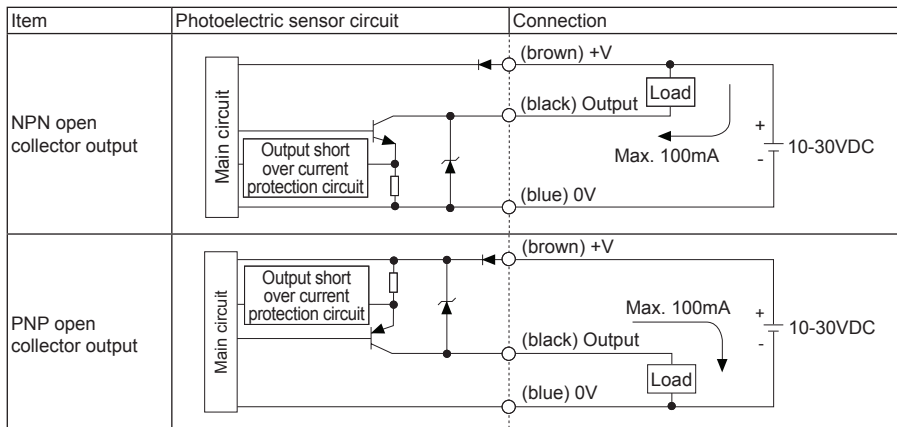 Item
Photoelectric sensor circuit
Connection
NPN open
collector output
Main circuit
Output short
over current
protection circuit
(brown) +V
Load
(black) Output
Max. 100mA
+
-
10-30VDC
(blue) 0V
PNP open
collector output
Main circuit
Output short
over current
protection circuit
(brown) +V
Max. 100mA
+
-
10-30VDC
(black) Output
Load
(blue) 0V